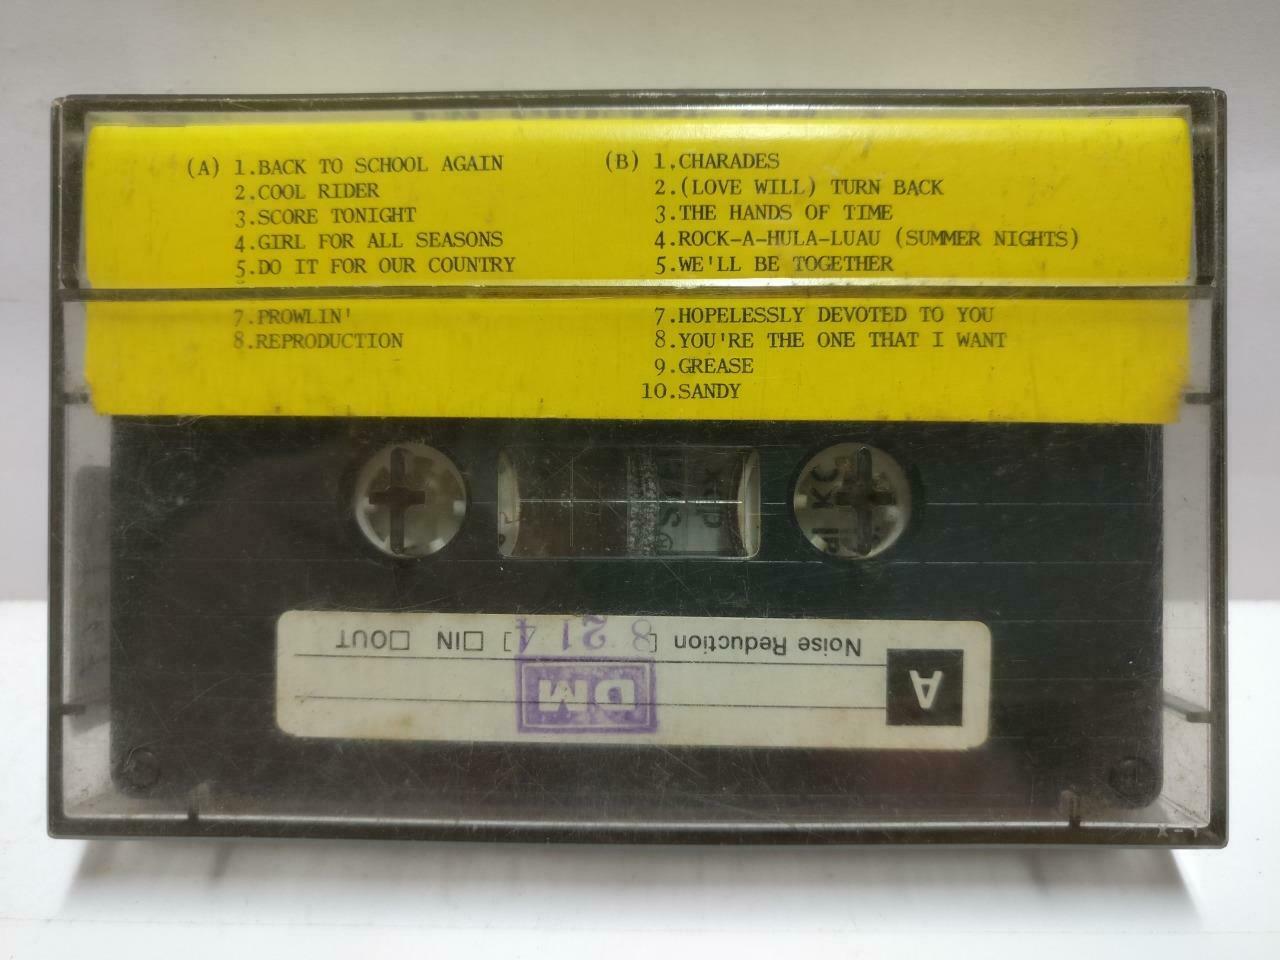 (A) 1.BACK TO SCHOOL AGAIN
2.COOL RIDER
3.SCORE TONIGHT
4.GIRL FOR ALL SEASONS
5.DO IT FOR OUR COUNTRY
7.PROWLIN'
8.REPRODUCTION
(B) 1.CHARADES
2.(LOVE WILL) TURN BACK
3.THE HANDS OF TIME
4.ROCK-A-HULA-LUAU (SUMMER NIGHTS)
5.WE'LL BE TOGETHER
7.HOPELESSLY DEVOTED TO YOU
8.YOU'RE THE ONE THAT I WANT
9.GREASE
10.SANDY
A
DM
Noise Reduction [8 21 4] □IN □OUT